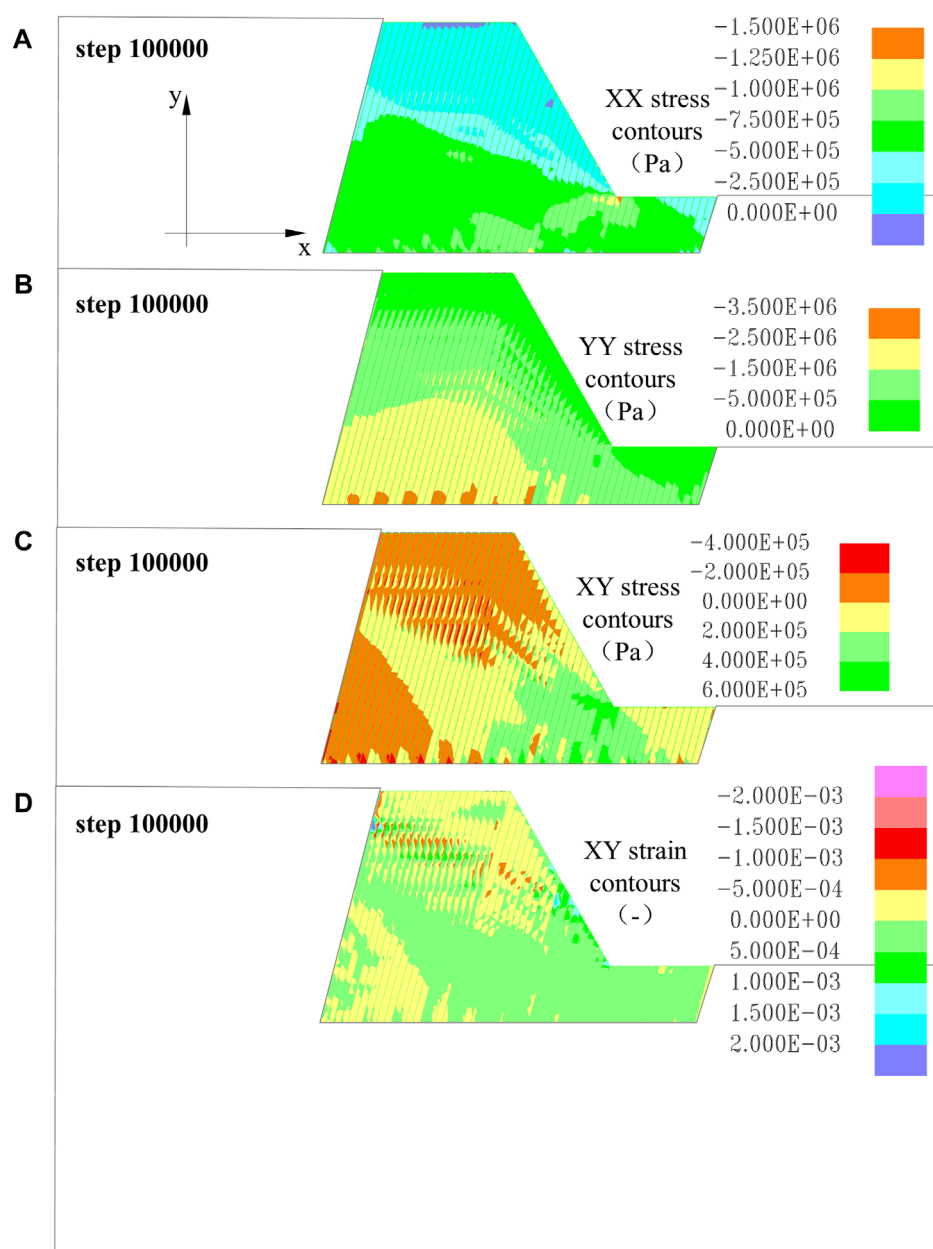 A
step 100000
y
x
XX stress
contours
（Pa）
-1.500E+06
-1.250E+06
-1.000E+06
-7.500E+05
-5.000E+05
-2.500E+05
0.000E+00
B
step 100000
YY stress
contours
（Pa）
-3.500E+06
-2.500E+06
-1.500E+06
-5.000E+05
0.000E+00
C
step 100000
XY stress
contours
（Pa）
-4.000E+05
-2.000E+05
0.000E+00
2.000E+05
4.000E+05
6.000E+05
D
step 100000
XY strain
contours
（-）
-2.000E-03
-1.500E-03
-1.000E-03
-5.000E-04
0.000E+00
5.000E-04
1.000E-03
1.500E-03
2.000E-03